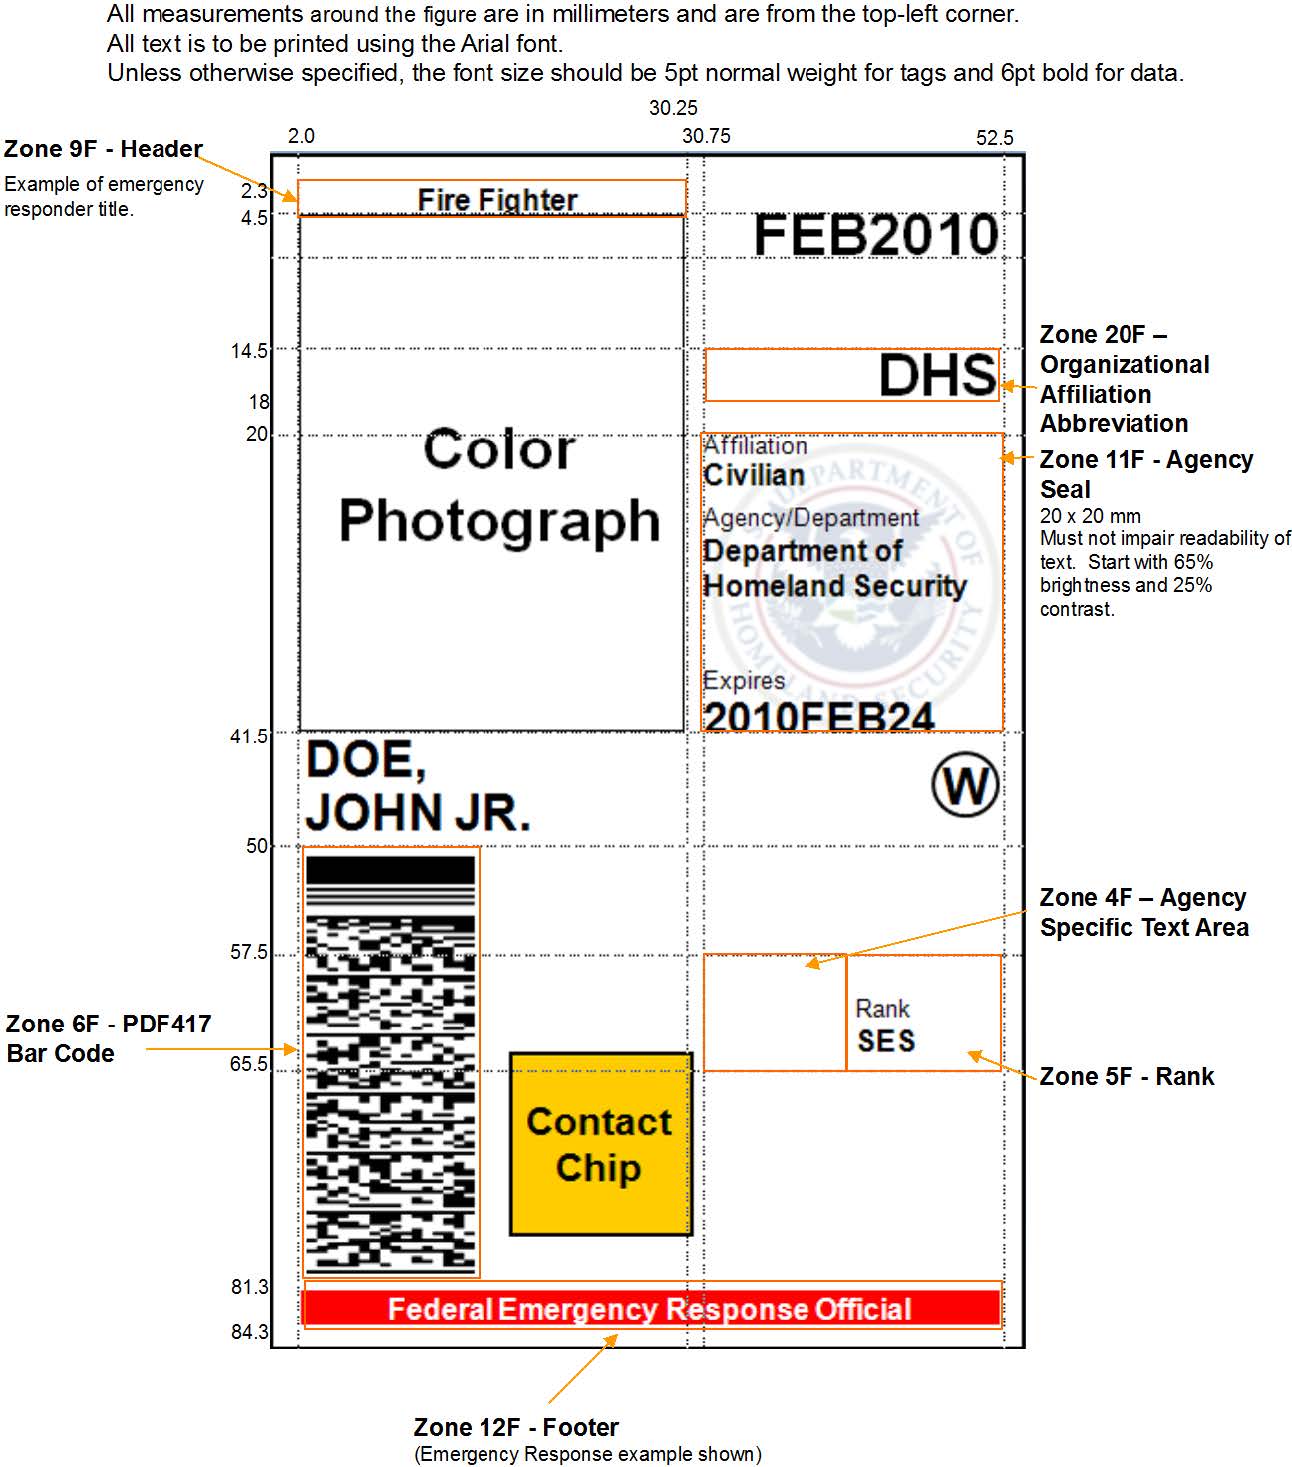 All measurements around the figure are in millimeters and are from the top-left corner.
All text is to be printed using the Arial font.
Unless otherwise specified, the font size should be 5pt normal weight for tags and 6pt bold for data.
30.25
2.0
30.75
52.5
Zone 9F - Header
Example of emergency
responder title.
2.3
4.5
Fire Fighter
FEB2010
14.5
18
DHS
Zone 20F –
Organizational
Affiliation
Abbreviation
20
Color
Photograph
Affiliation
Civilian
Agency/Department
Department of
Homeland Security
Expires
2010FEB24
U.S. DEPARTMENT OF
HOMELAND SECURITY
Zone 11F - Agency
Seal
20 x 20 mm
Must not impair readability of
text. Start with 65%
brightness and 25%
contrast.
41.5
DOE,
JOHN JR.
W
50
57.5
Zone 4F – Agency
Specific Text Area
Rank
SES
Zone 6F - PDF417
Bar Code
65.5
Zone 5F - Rank
Contact
Chip
81.3
Federal Emergency Response Official
84.3
Zone 12F - Footer
(Emergency Response example shown)